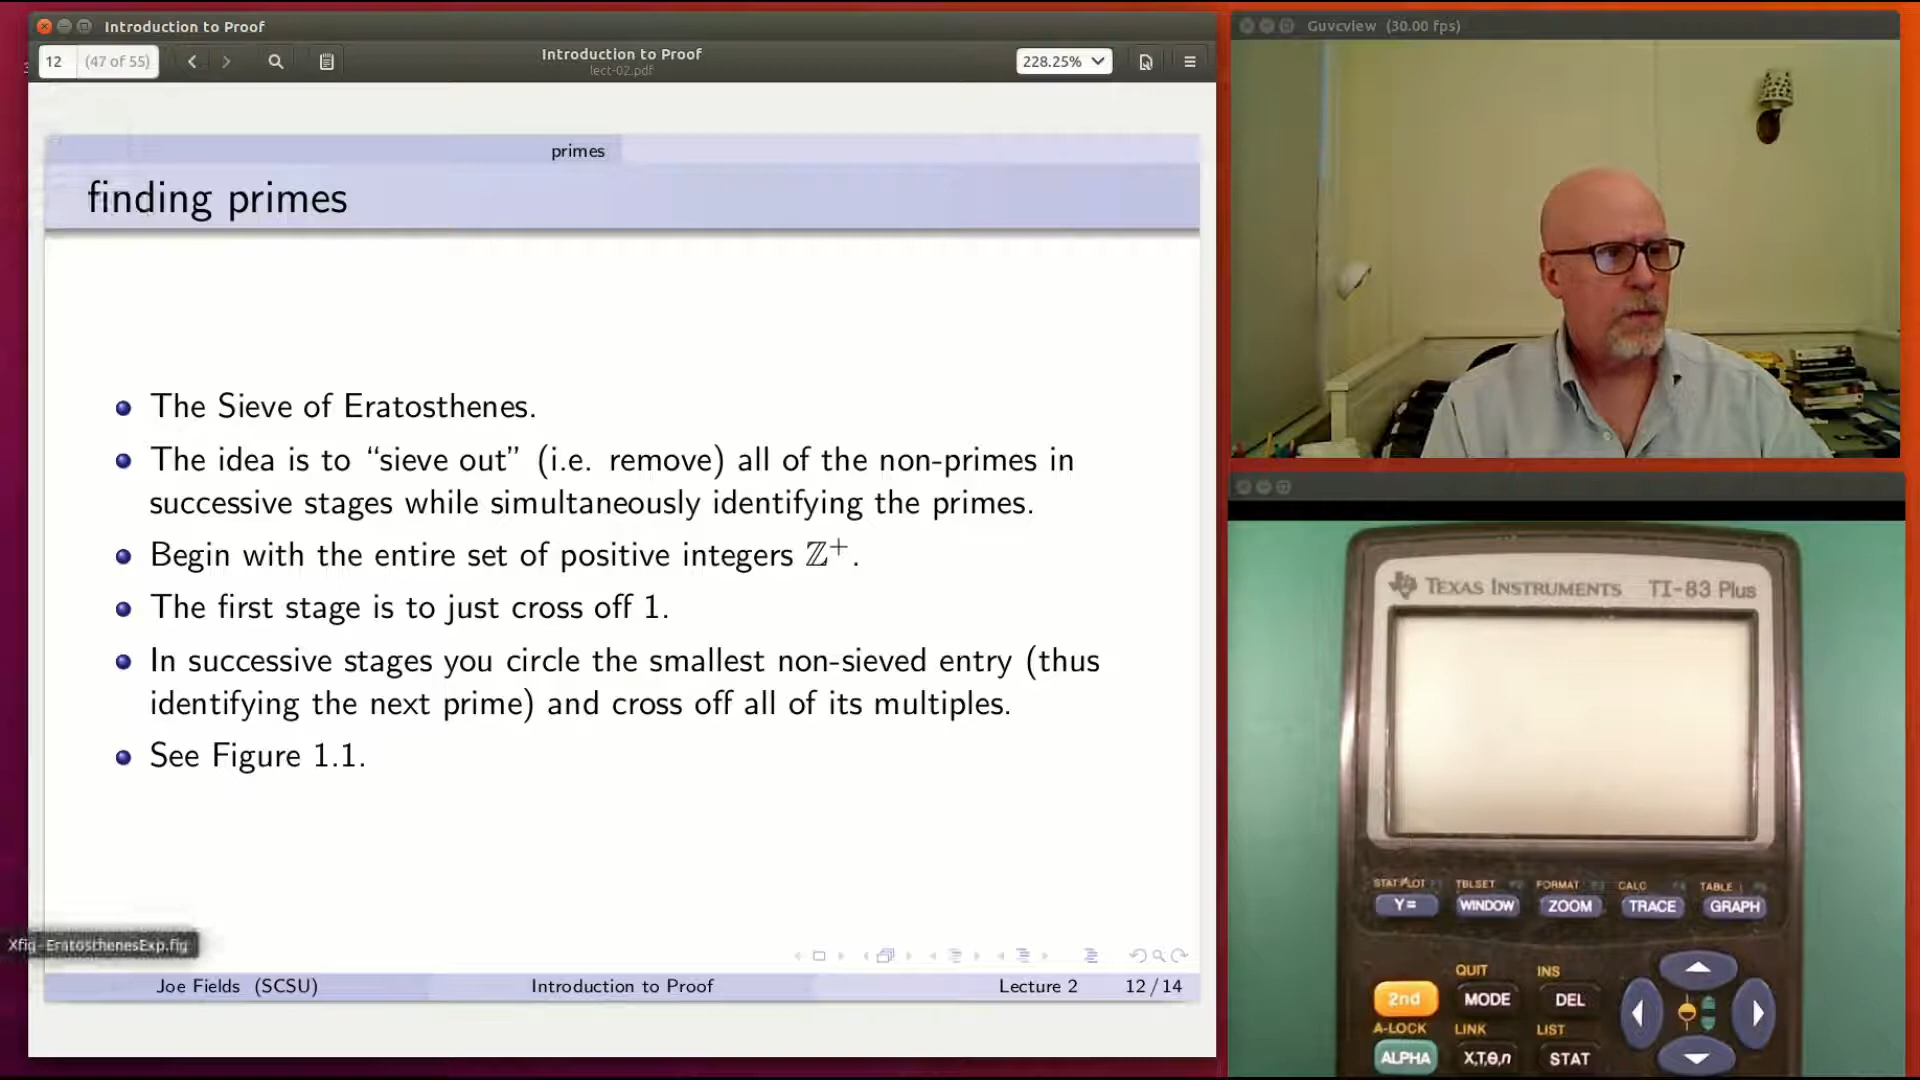 Introduction to Proof
12 (47 of 55)
Introduction to Proof
lect-02.pdf
228.25%
primes
finding primes
The Sieve of Eratosthenes.
The idea is to “sieve out” (i.e. remove) all of the non-primes in
successive stages while simultaneously identifying the primes.
Begin with the entire set of positive integers ℤ⁺.
The first stage is to just cross off 1.
In successive stages you circle the smallest non-sieved entry (thus
identifying the next prime) and cross off all of its multiples.
See Figure 1.1.
Xfig - EratosthenesExp.fig
Joe Fields (SCSU) Introduction to Proof Lecture 2 12 / 14
Guvcview (30.00 fps)
TEXAS INSTRUMENTS TI-83 Plus
STAT PLOT TBLSET FORMAT CALC TABLE
Y= WINDOW ZOOM TRACE GRAPH
QUIT INS
2nd MODE DEL
A-LOCK LINK LIST
ALPHA X,T,Θ,n STAT